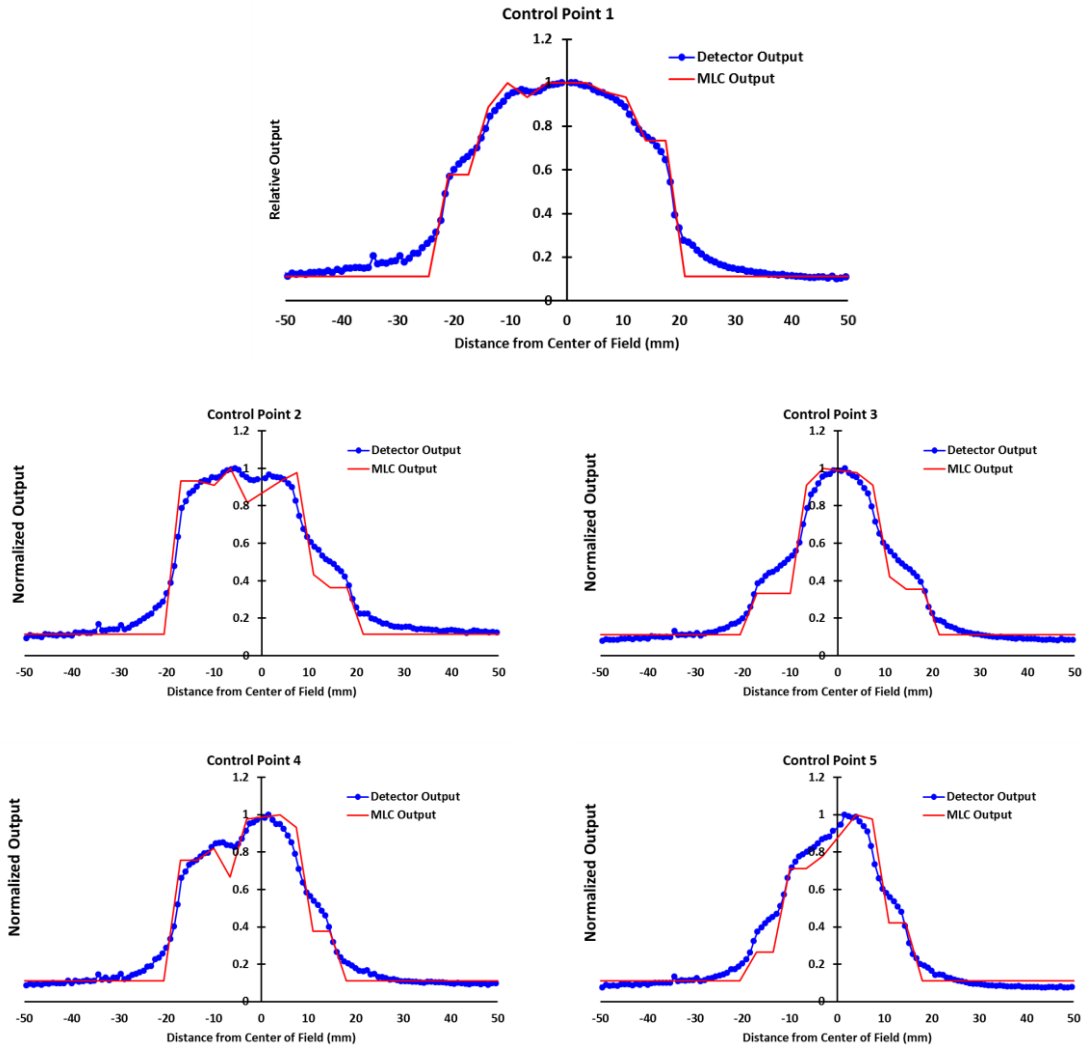 Control Point 1
1.2
1
0.8
0.6
0.4
0.2
0
Relative Output
Detector Output
MLC Output
-50 -40 -30 -20 -10 0 10 20 30 40 50
Distance from Center of Field (mm)
Control Point 2
1.2
1
0.8
0.6
0.4
0.2
0
Normalized Output
Detector Output
MLC Output
-50 -40 -30 -20 -10 0 10 20 30 40 50
Distance from Center of Field (mm)
Control Point 3
1.2
1
0.8
0.6
0.4
0.2
0
Normalized Output
Detector Output
MLC Output
-50 -40 -30 -20 -10 0 10 20 30 40 50
Distance from Center of Field (mm)
Control Point 4
1.2
1
0.8
0.6
0.4
0.2
0
Normalized Output
Detector Output
MLC Output
-50 -40 -30 -20 -10 0 10 20 30 40 50
Distance from Center of Field (mm)
Control Point 5
1.2
1
0.8
0.6
0.4
0.2
0
Normalized Output
Detector Output
MLC Output
-50 -40 -30 -20 -10 0 10 20 30 40 50
Distance from Center of Field (mm)